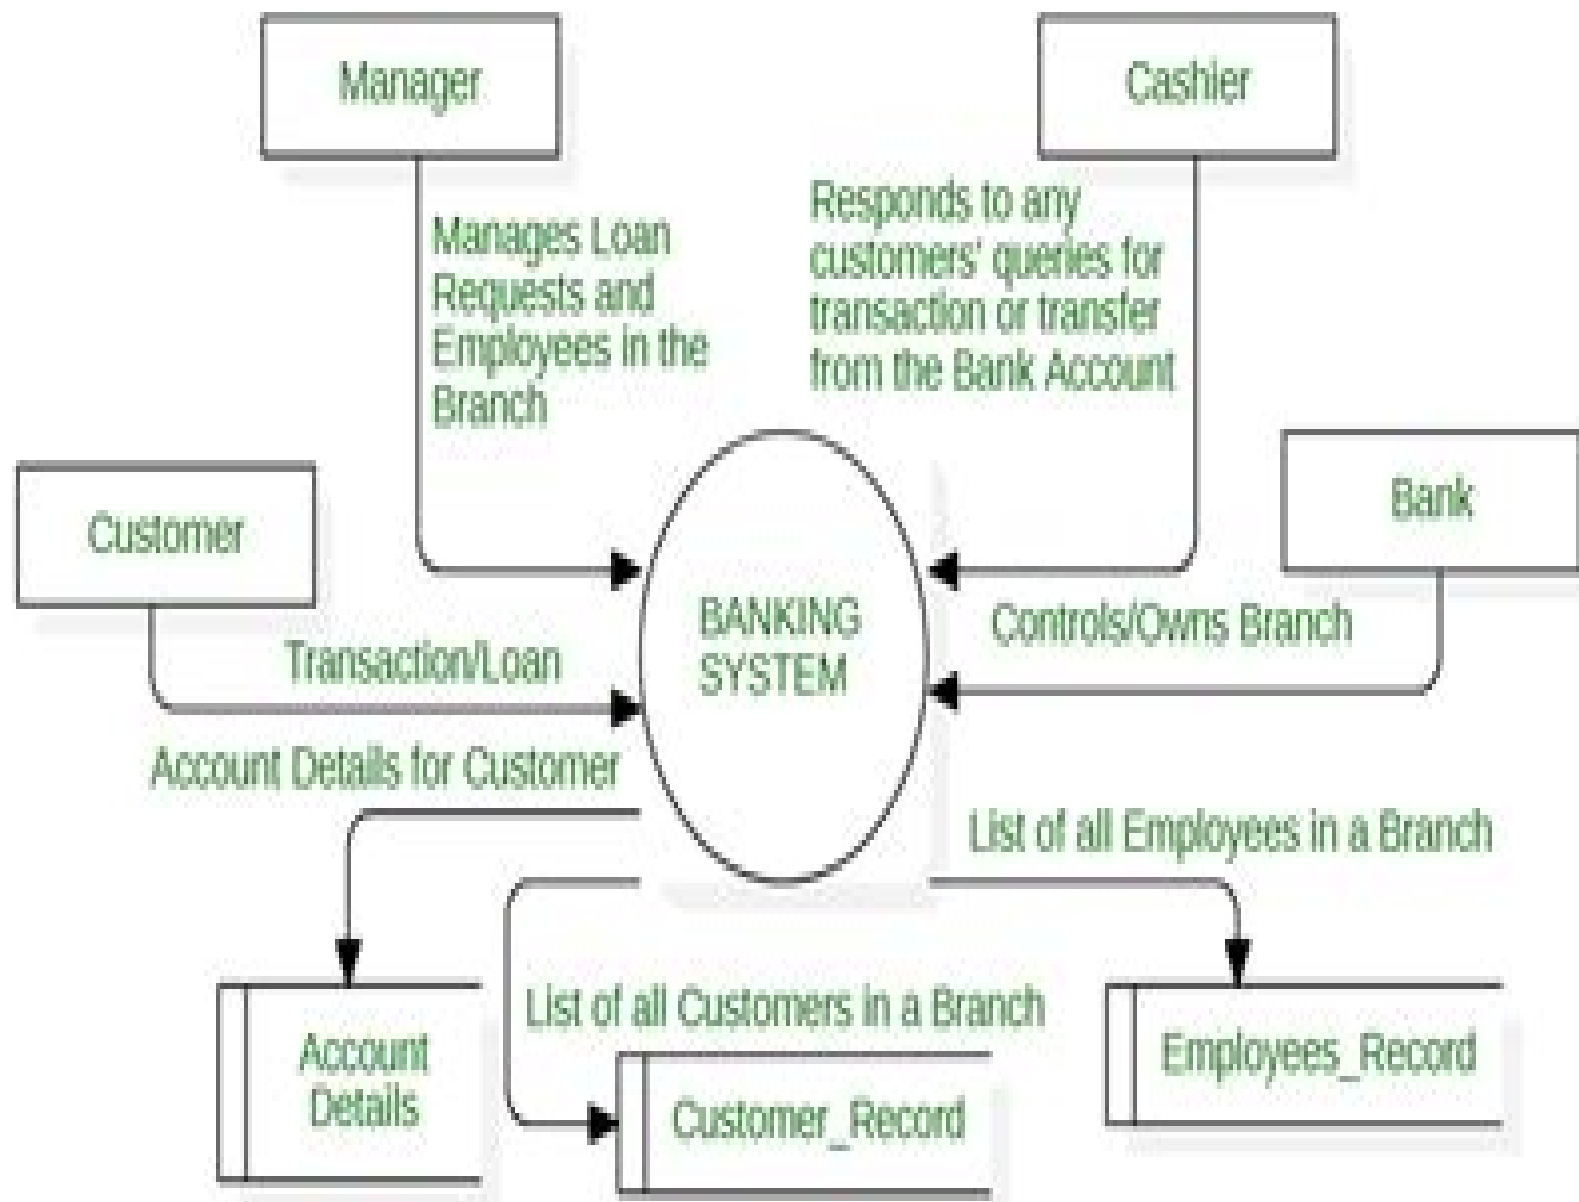 Manager
Cashier
Manages Loan
Requests and
Employees in the
Branch
Responds to any
customers' queries for
transaction or transfer
from the Bank Account
Customer
Bank
BANKING
SYSTEM
Transaction/Loan
Controls/Owns Branch
Account Details for Customer
List of all Employees in a Branch
List of all Customers in a Branch
Account
Details
Customer_Record
Employees_Record